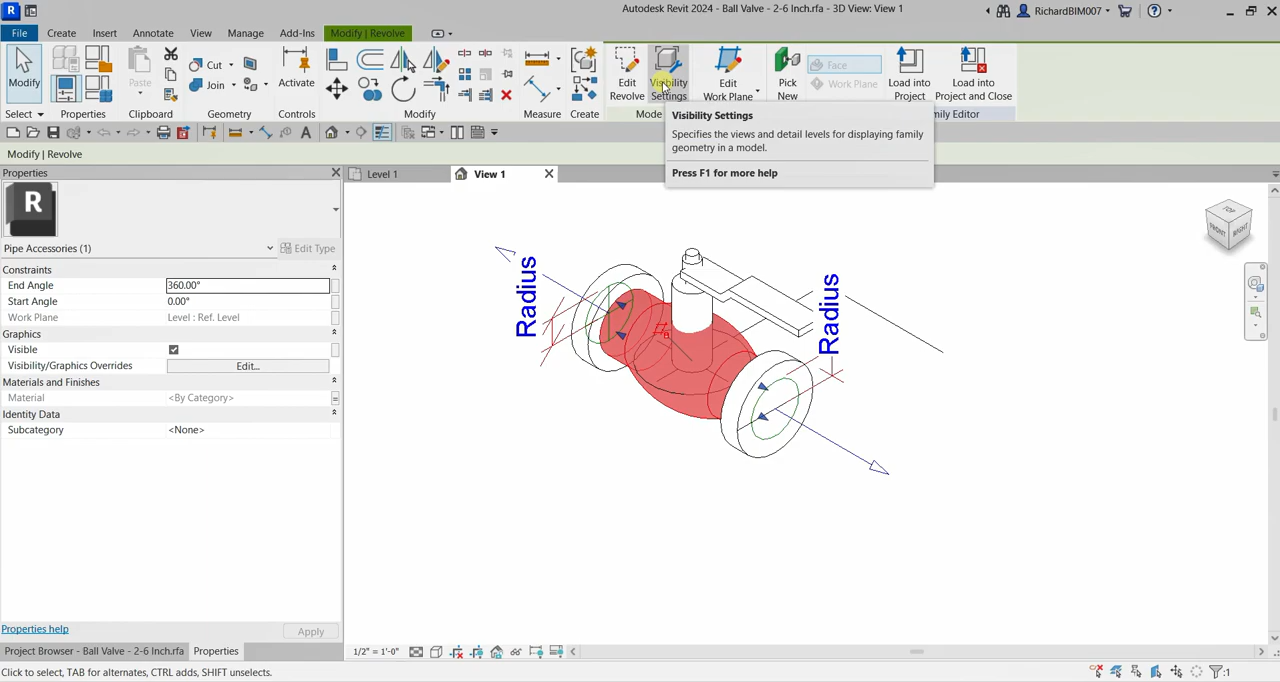 Autodesk Revit 2024 - Ball Valve - 2-6 Inch.rfa - 3D View: View 1
RichardBIM007
File
Create
Insert
Annotate
View
Manage
Add-Ins
Modify | Revolve
Modify
Cut
Join
Paste
Activate
Edit
Revolve
Visibility
Settings
Edit
Work Plane
Pick
New
Face
Work Plane
Load into
Project
Load into
Project and Close
Select
Properties
Clipboard
Geometry
Controls
Modify
Measure
Create
Mode
mily Editor
Visibility Settings
Specifies the views and detail levels for displaying family
geometry in a model.
Press F1 for more help
Modify | Revolve
Properties
Level 1
View 1
R
Pipe Accessories (1)
Edit Type
Constraints
End Angle
360.00°
Start Angle
0.00°
Work Plane
Level : Ref. Level
Graphics
Visible
Visibility/Graphics Overrides
Edit...
Materials and Finishes
Material
<By Category>
Identity Data
Subcategory
<None>
Radius
Radius
TOP
FRONT
RIGHT
Properties help
Apply
Project Browser - Ball Valve - 2-6 Inch.rfa
Properties
1/2" = 1'-0"
Click to select, TAB for alternates, CTRL adds, SHIFT unselects.
:1